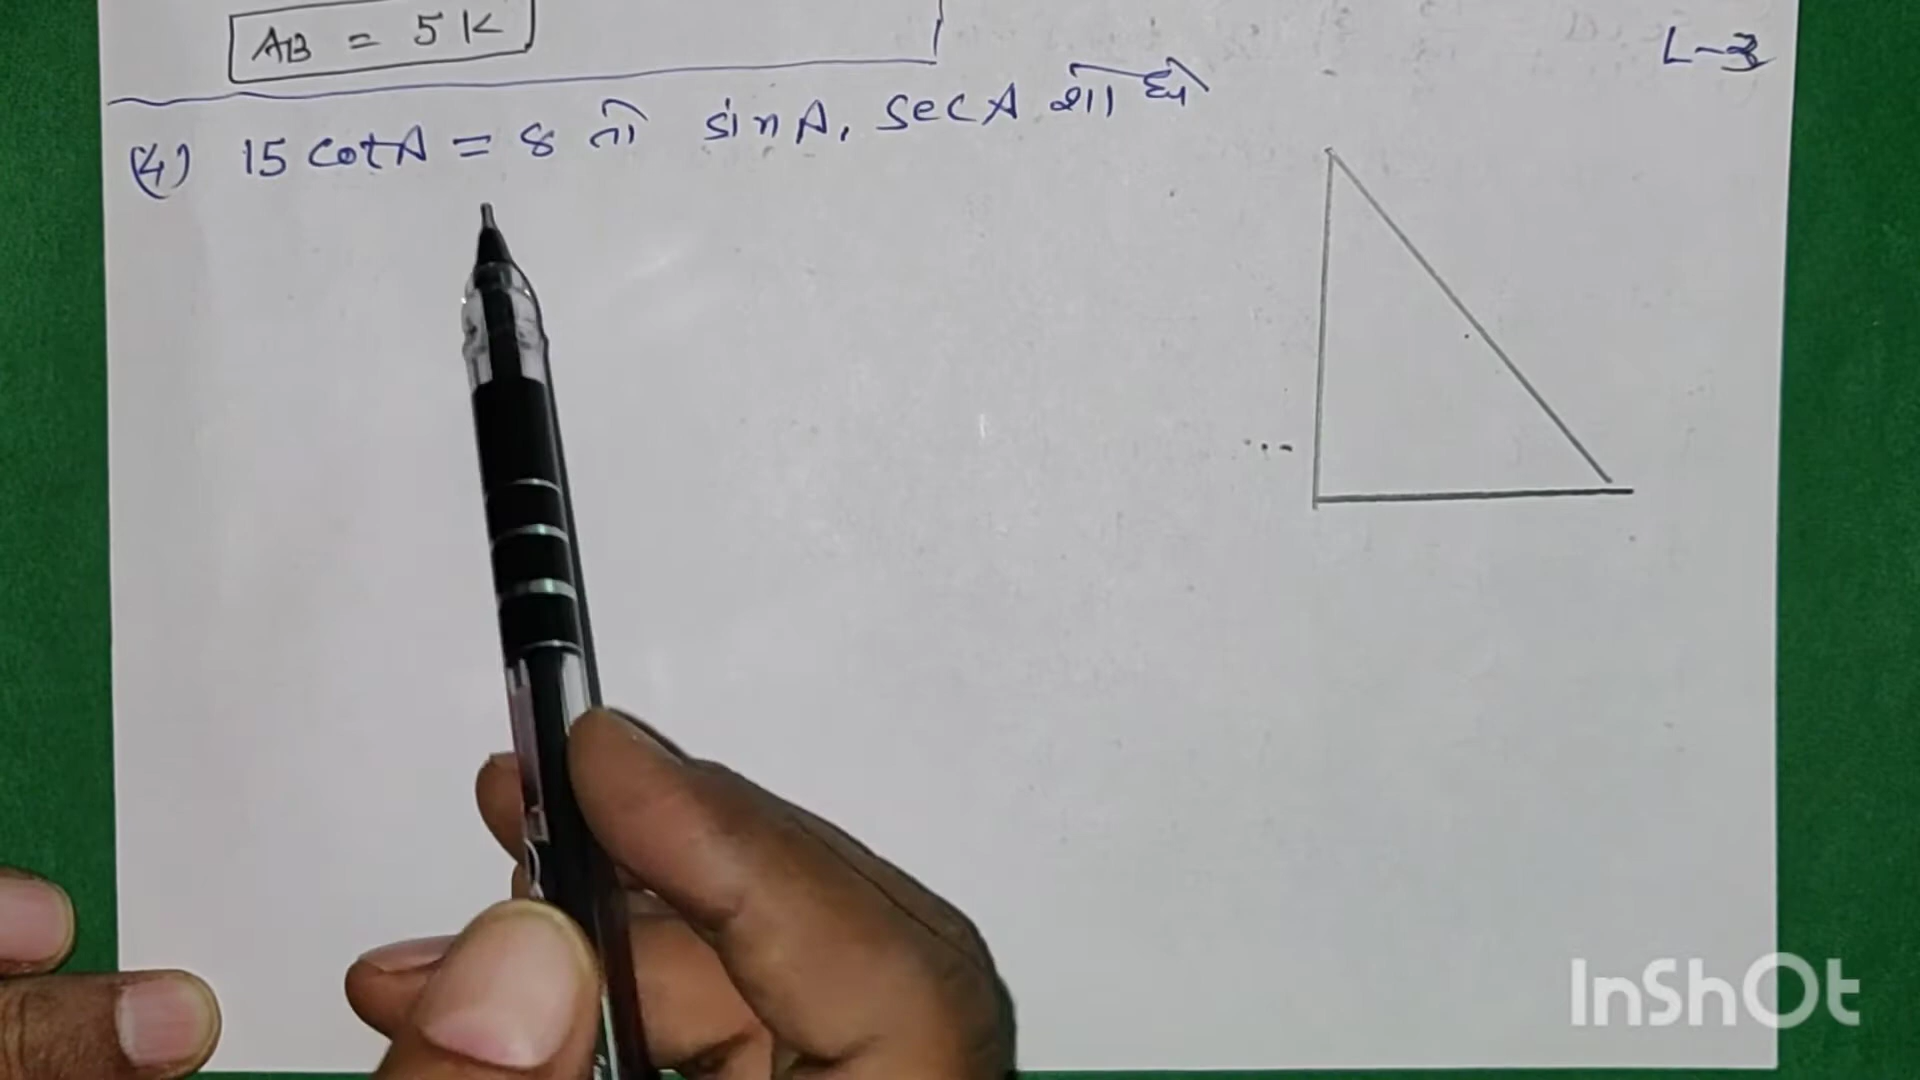 AB = 5K
L-3
(4) 15 cotA = 8 તો sinA, secA શોધો
InShOt